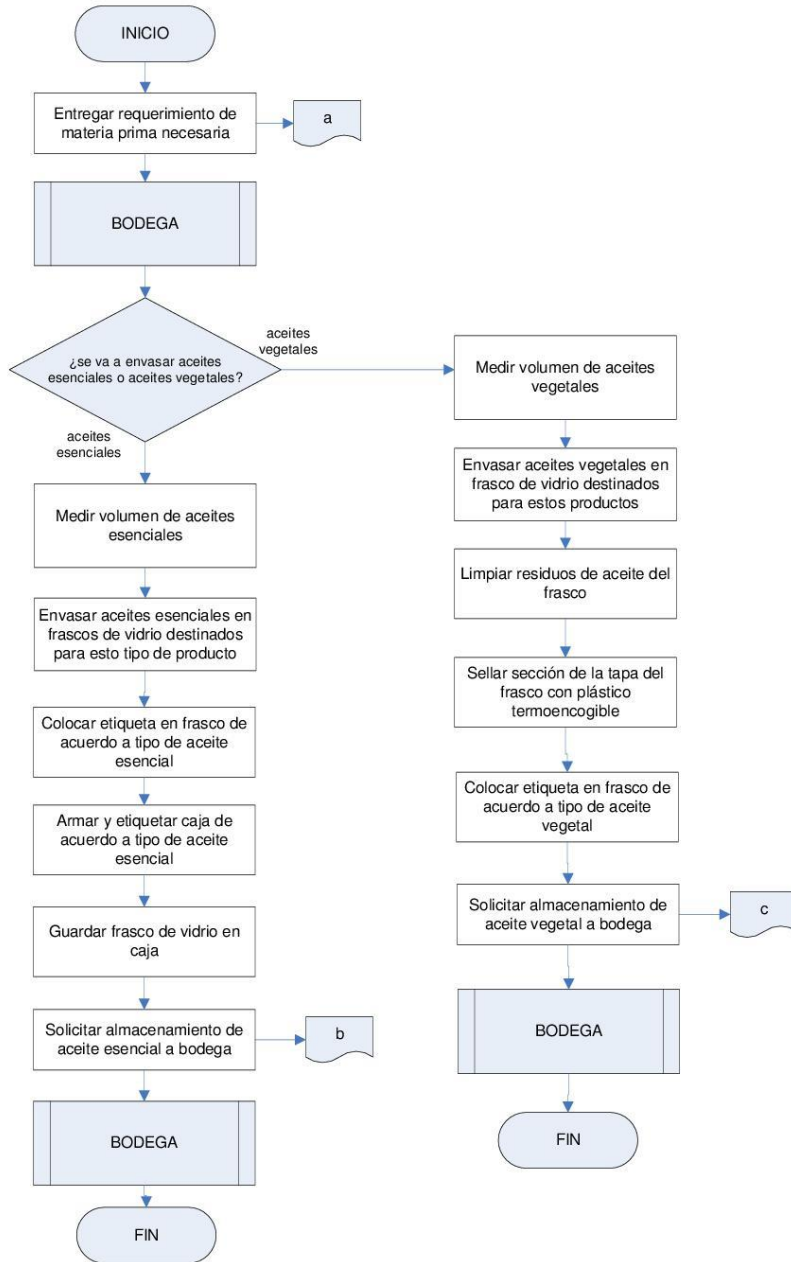 INICIO
Entregar requerimiento de
materia prima necesaria
a
BODEGA
¿se va a envasar aceites
esenciales o aceites vegetales?
aceites
vegetales
aceites
esenciales
Medir volumen de aceites
esenciales
Envasar aceites esenciales en
frascos de vidrio destinados
para esto tipo de producto
Colocar etiqueta en frasco de
acuerdo a tipo de aceite
esencial
Armar y etiquetar caja de
acuerdo a tipo de aceite
esencial
Guardar frasco de vidrio en
caja
Solicitar almacenamiento de
aceite esencial a bodega
b
BODEGA
FIN
Medir volumen de aceites
vegetales
Envasar aceites vegetales en
frasco de vidrio destinados
para estos productos
Limpiar residuos de aceite del
frasco
Sellar sección de la tapa del
frasco con plástico
termoencogible
Colocar etiqueta en frasco de
acuerdo a tipo de aceite
vegetal
Solicitar almacenamiento de
aceite vegetal a bodega
c
BODEGA
FIN